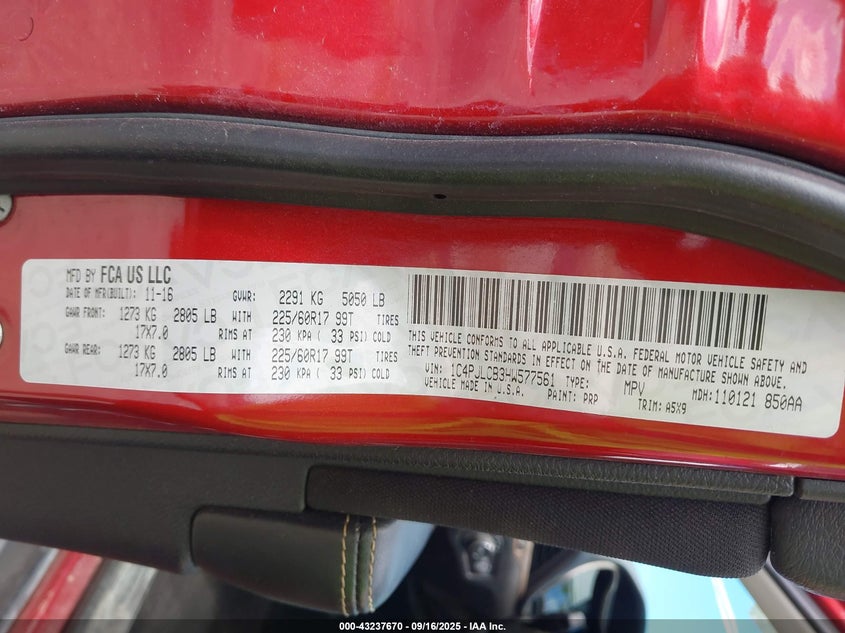 MFD BY FCA US LLC
DATE OF MFR(BUILT): 11-16 GVWR: 2291 KG 5050 LB
GAWR FRONT: 1273 KG 2805 LB WITH 225/60R17 99T TIRES
17X7.0 RIMS AT 230 KPA ( 33 PSI) COLD
GAWR REAR: 1273 KG 2805 LB WITH 225/60R17 99T TIRES
17X7.0 RIMS AT 230 KPA ( 33 PSI) COLD
THIS VEHICLE CONFORMS TO ALL APPLICABLE U.S.A. FEDERAL MOTOR VEHICLE SAFETY AND
THEFT PREVENTION STANDARDS IN EFFECT ON THE DATE OF MANUFACTURE SHOWN ABOVE.
VIN: 1C4PJLCB3HW577561 TYPE: MPV MDH: 110121 850AA
VEHICLE MADE IN U.S.A. PAINT: PRP TRIM: A5X9
000-43237670 - 09/16/2025 - IAA Inc.